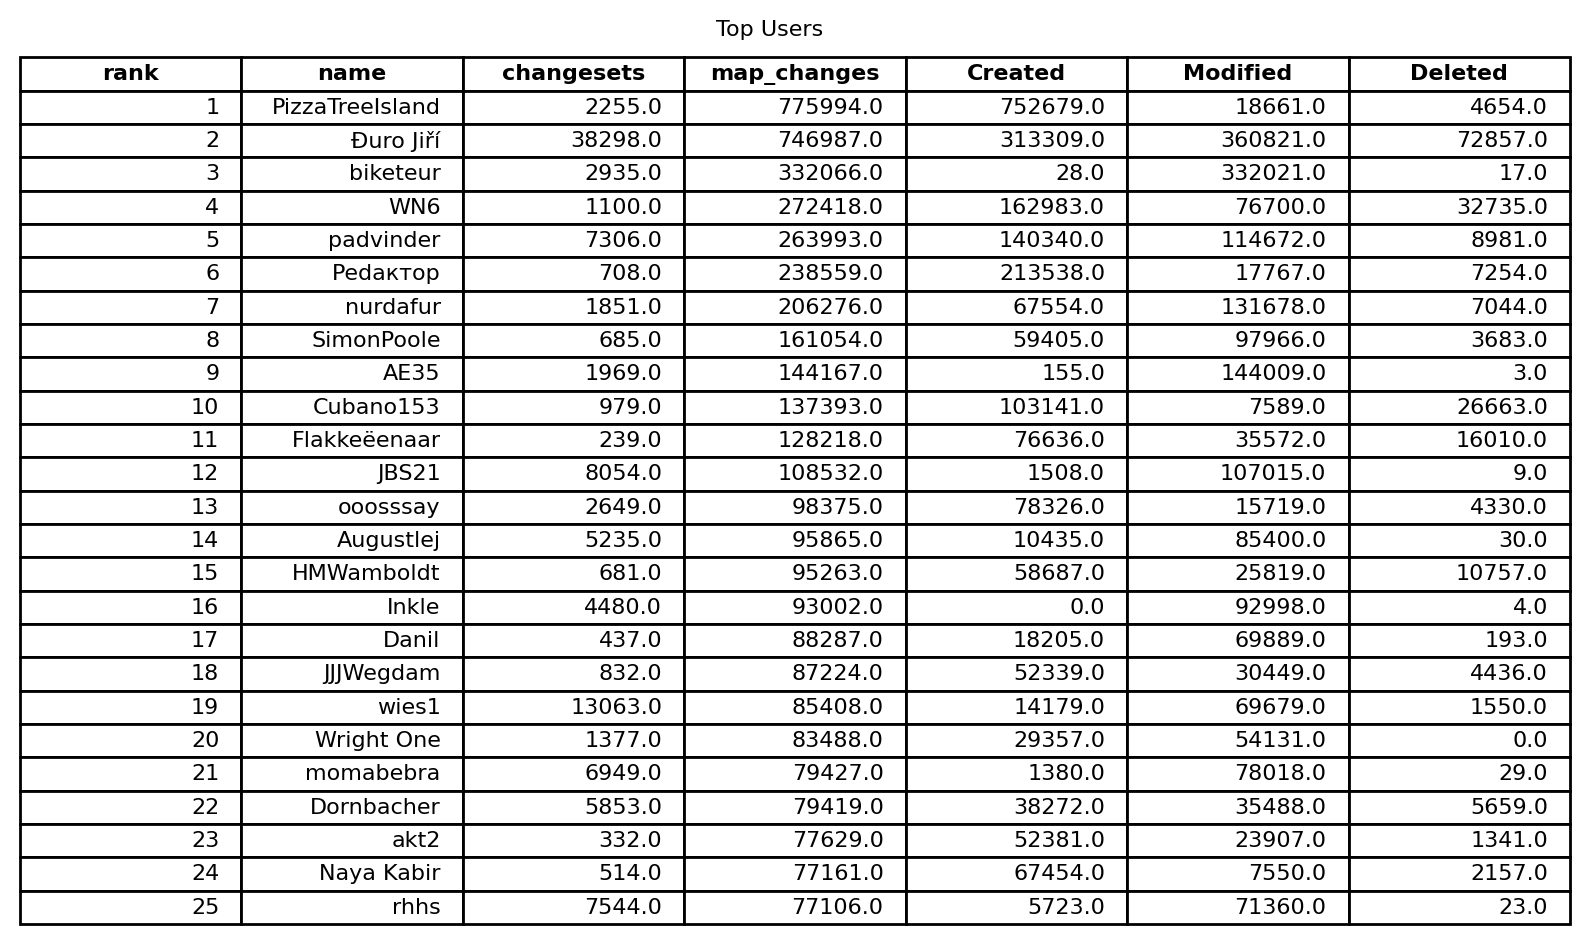 Top Users
rank name changesets map_changes Created Modified Deleted
1 PizzaTreeIsland 2255.0 775994.0 752679.0 18661.0 4654.0
2 Đuro Jiří 38298.0 746987.0 313309.0 360821.0 72857.0
3 biketeur 2935.0 332066.0 28.0 332021.0 17.0
4 WN6 1100.0 272418.0 162983.0 76700.0 32735.0
5 padvinder 7306.0 263993.0 140340.0 114672.0 8981.0
6 Pedaктор 708.0 238559.0 213538.0 17767.0 7254.0
7 nurdafur 1851.0 206276.0 67554.0 131678.0 7044.0
8 SimonPoole 685.0 161054.0 59405.0 97966.0 3683.0
9 AE35 1969.0 144167.0 155.0 144009.0 3.0
10 Cubano153 979.0 137393.0 103141.0 7589.0 26663.0
11 Flakkeëenaar 239.0 128218.0 76636.0 35572.0 16010.0
12 JBS21 8054.0 108532.0 1508.0 107015.0 9.0
13 ooosssay 2649.0 98375.0 78326.0 15719.0 4330.0
14 Augustlej 5235.0 95865.0 10435.0 85400.0 30.0
15 HMWamboldt 681.0 95263.0 58687.0 25819.0 10757.0
16 Inkle 4480.0 93002.0 0.0 92998.0 4.0
17 Danil 437.0 88287.0 18205.0 69889.0 193.0
18 JJJWegdam 832.0 87224.0 52339.0 30449.0 4436.0
19 wies1 13063.0 85408.0 14179.0 69679.0 1550.0
20 Wright One 1377.0 83488.0 29357.0 54131.0 0.0
21 momabebra 6949.0 79427.0 1380.0 78018.0 29.0
22 Dornbacher 5853.0 79419.0 38272.0 35488.0 5659.0
23 akt2 332.0 77629.0 52381.0 23907.0 1341.0
24 Naya Kabir 514.0 77161.0 67454.0 7550.0 2157.0
25 rhhs 7544.0 77106.0 5723.0 71360.0 23.0